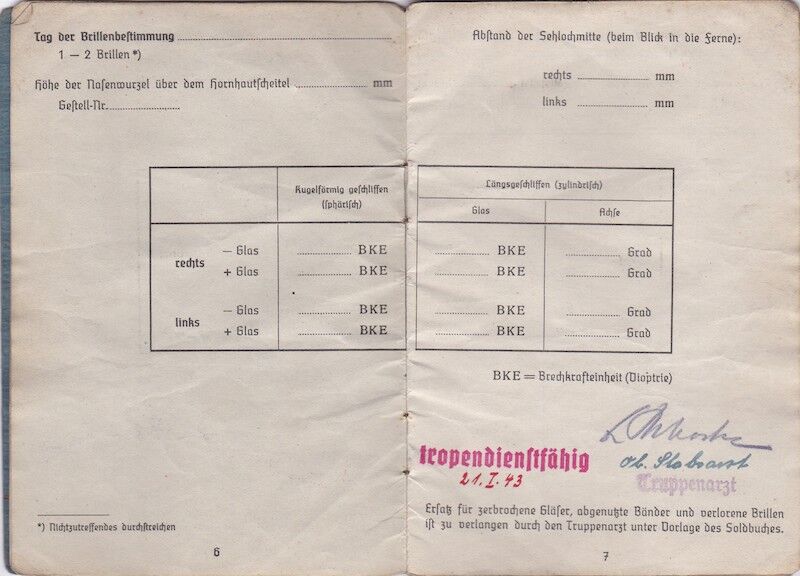 Tag der Brillenbestimmung
1 — 2 Brillen *)
Höhe der Nasenwurzel über dem Hornhautscheitel mm
Gestell-Nr.
Kugelförmig geschliffen
(sphärisch)
rechts
— Glas BKE
+ Glas BKE
links
— Glas BKE
+ Glas BKE
*) Nichtzutreffendes durchstreichen
6
Abstand der Sehlochmitte (beim Blick in die Ferne):
rechts mm
links mm
Längsgeschliffen (zylindrisch)
Glas Achse
BKE Grad
BKE Grad
BKE Grad
BKE Grad
BKE = Brechkrafteinheit (Dioptrie)
tropendienstfähig
21. I. 43
Ob. Stabsarzt
Truppenarzt
Ersatz für zerbrochene Gläser, abgenutzte Bänder und verlorene Brillen
ist zu verlangen durch den Truppenarzt unter Vorlage des Soldbuches.
7